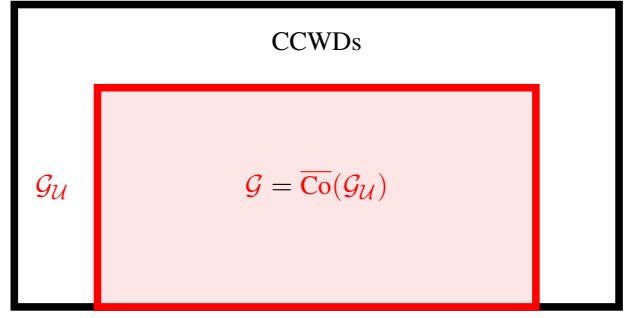 CCWDs
𝒢_𝒰 𝒢 = \overline{Co}(𝒢_𝒰)